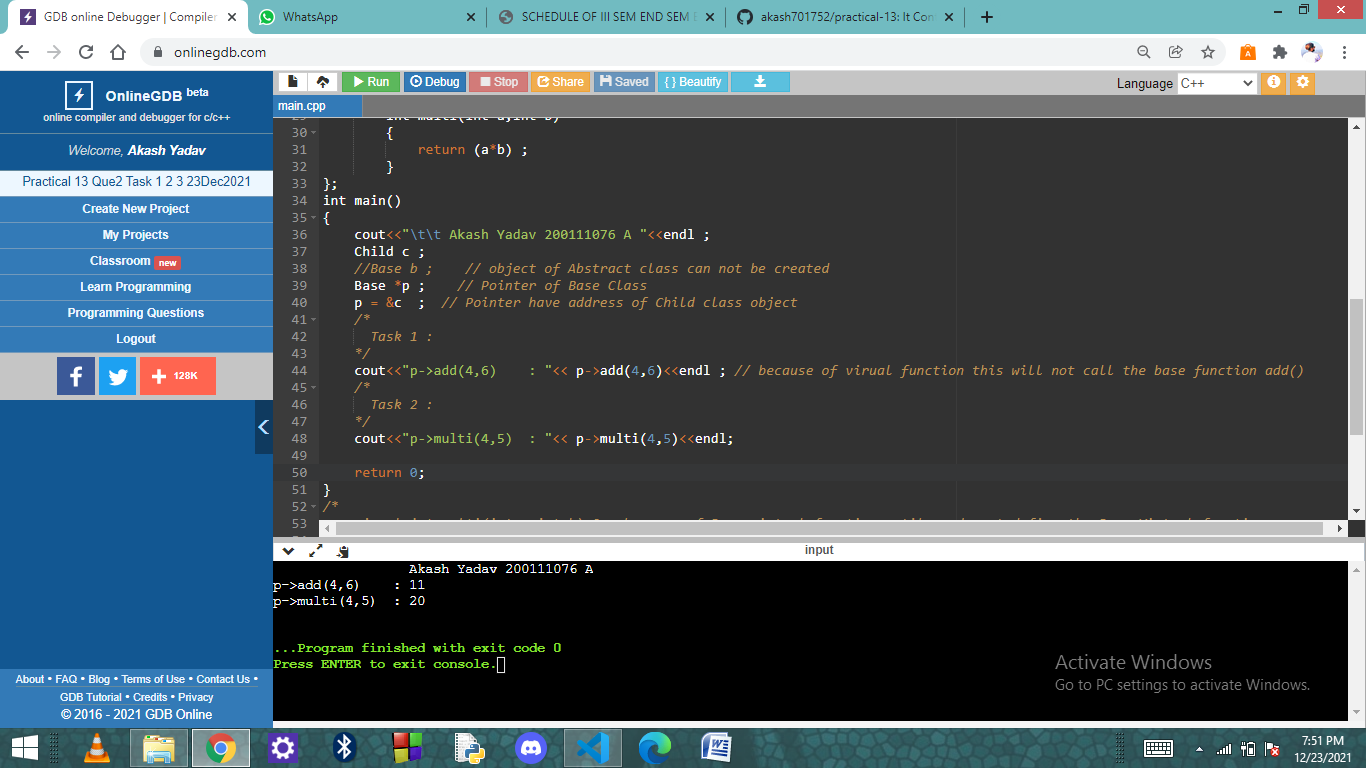 GDB online Debugger | Compiler
WhatsApp
SCHEDULE OF III SEM END SEM E
akash701752/practical-13: It Con
onlinegdb.com
OnlineGDB beta
online compiler and debugger for c/c++
Welcome, Akash Yadav
Practical 13 Que2 Task 1 2 3 23Dec2021
Create New Project
My Projects
Classroom new
Learn Programming
Programming Questions
Logout
128K
About • FAQ • Blog • Terms of Use • Contact Us •
GDB Tutorial • Credits • Privacy
© 2016 - 2021 GDB Online
Run Debug Stop Share Saved { } Beautify
Language C++
main.cpp
30 {
31 return (a*b) ;
32 }
33 };
34 int main()
35 {
36 cout<<"\t\t Akash Yadav 200111076 A "<<endl ;
37 Child c ;
38 //Base b ; // object of Abstract class can not be created
39 Base *p ; // Pointer of Base Class
40 p = &c ; // Pointer have address of Child class object
41 /*
42 Task 1 :
43 */
44 cout<<"p->add(4,6) : "<< p->add(4,6)<<endl ; // because of virual function this will not call the base function add()
45 /*
46 Task 2 :
47 */
48 cout<<"p->multi(4,5) : "<< p->multi(4,5)<<endl;
49
50 return 0;
51 }
52 /*
53
input
Akash Yadav 200111076 A
p->add(4,6) : 11
p->multi(4,5) : 20
...Program finished with exit code 0
Press ENTER to exit console.
Activate Windows
Go to PC settings to activate Windows.
7:51 PM
12/23/2021